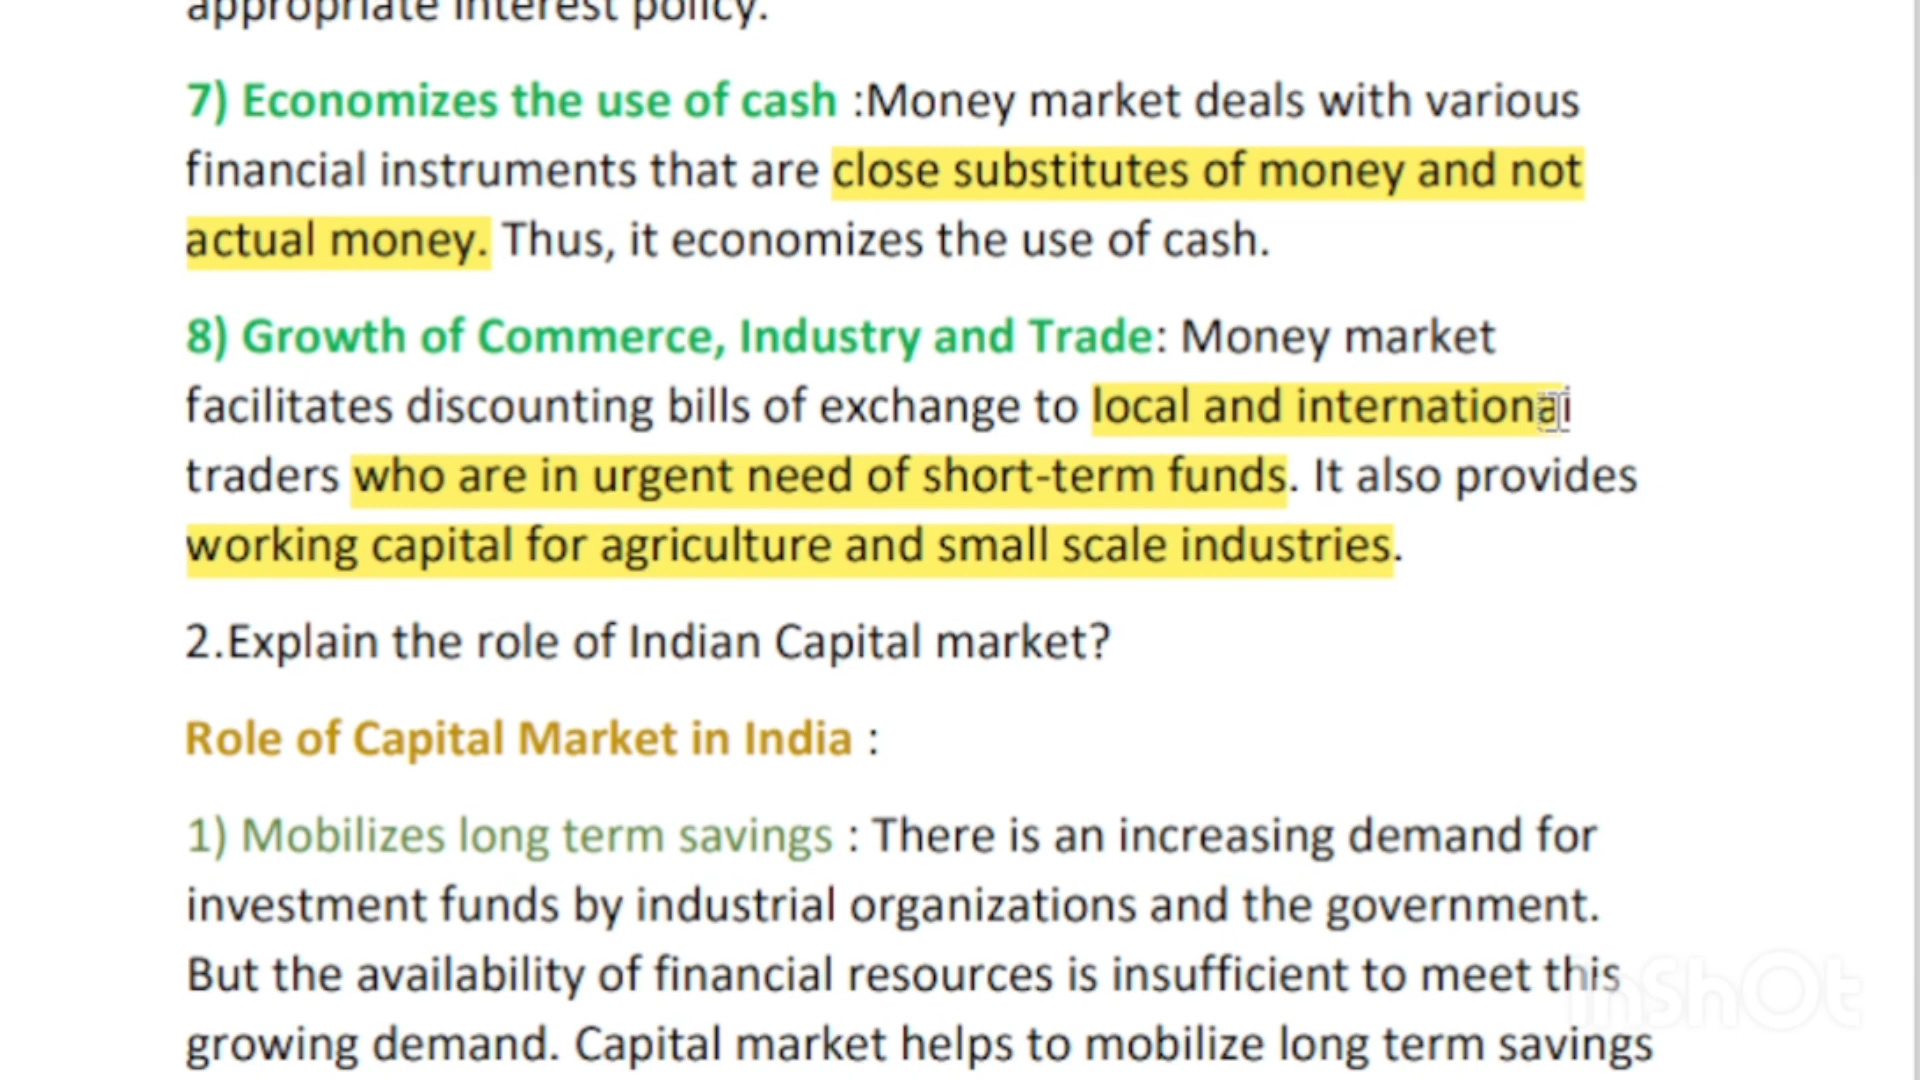 appropriate interest policy.
7) Economizes the use of cash :Money market deals with various
financial instruments that are close substitutes of money and not
actual money. Thus, it economizes the use of cash.
8) Growth of Commerce, Industry and Trade: Money market
facilitates discounting bills of exchange to local and international
traders who are in urgent need of short-term funds. It also provides
working capital for agriculture and small scale industries.
2.Explain the role of Indian Capital market?
Role of Capital Market in India :
1) Mobilizes long term savings : There is an increasing demand for
investment funds by industrial organizations and the government.
But the availability of financial resources is insufficient to meet this
growing demand. Capital market helps to mobilize long term savings
InShOt